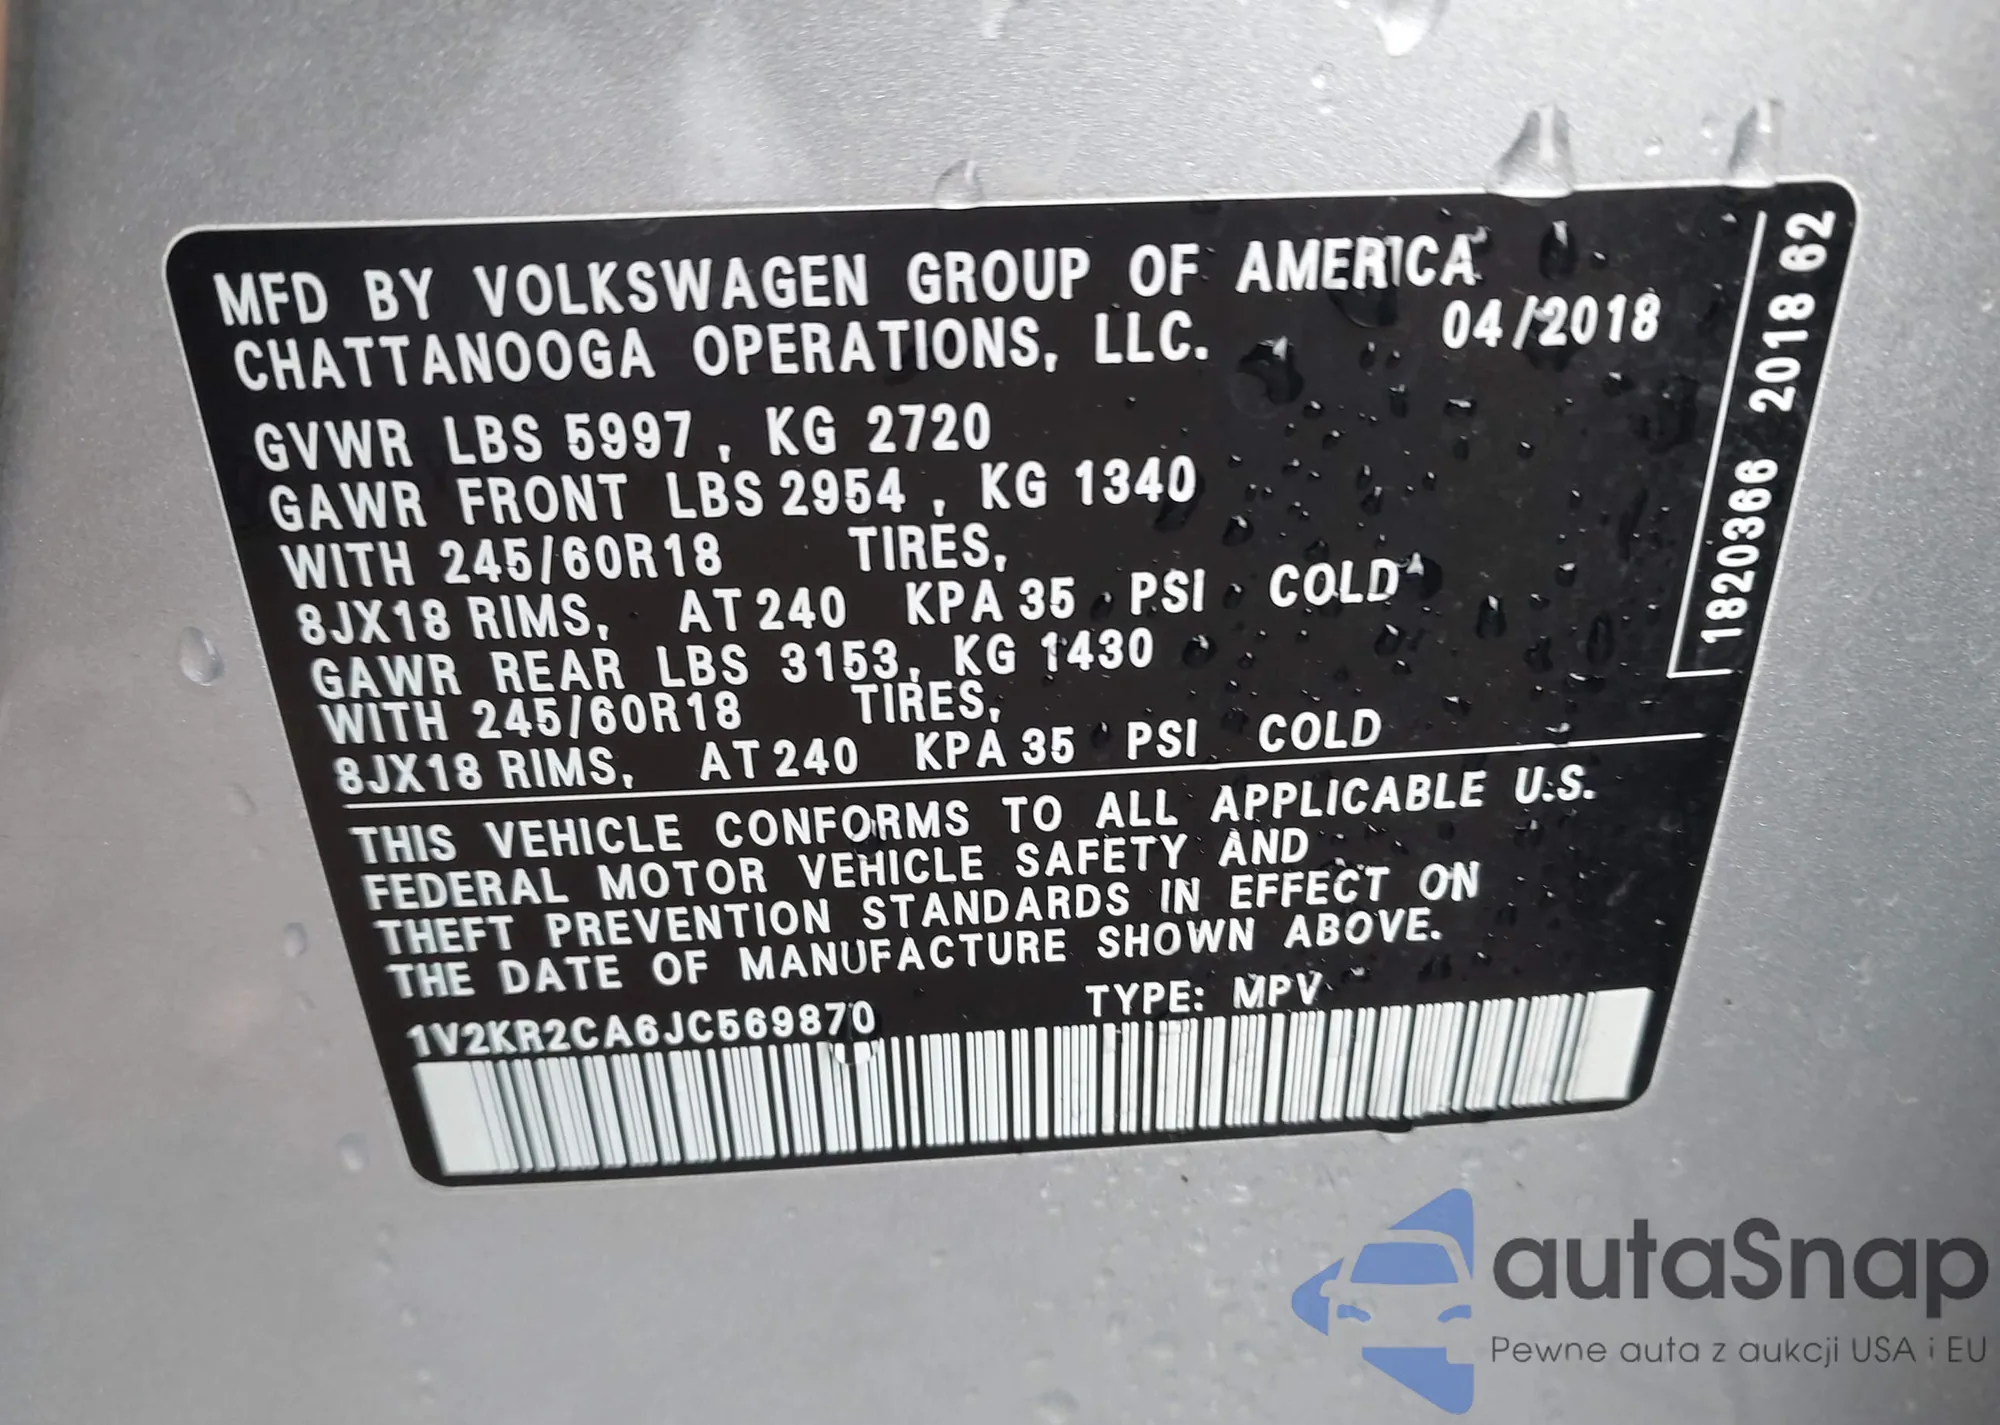 MFD BY VOLKSWAGEN GROUP OF AMERICA
CHATTANOOGA OPERATIONS, LLC. 04/2018
GVWR LBS 5997, KG 2720
GAWR FRONT LBS 2954, KG 1340
WITH 245/60R18 TIRES,
8JX18 RIMS, AT 240 KPA 35 PSI COLD
GAWR REAR LBS 3153, KG 1430
WITH 245/60R18 TIRES,
8JX18 RIMS, AT 240 KPA 35 PSI COLD
THIS VEHICLE CONFORMS TO ALL APPLICABLE U.S.
FEDERAL MOTOR VEHICLE SAFETY AND
THEFT PREVENTION STANDARDS IN EFFECT ON
THE DATE OF MANUFACTURE SHOWN ABOVE.
1V2KR2CA6JC569870 TYPE: MPV
1820366 2018 62
autaSnap
Pewne auta z aukcji USA i EU